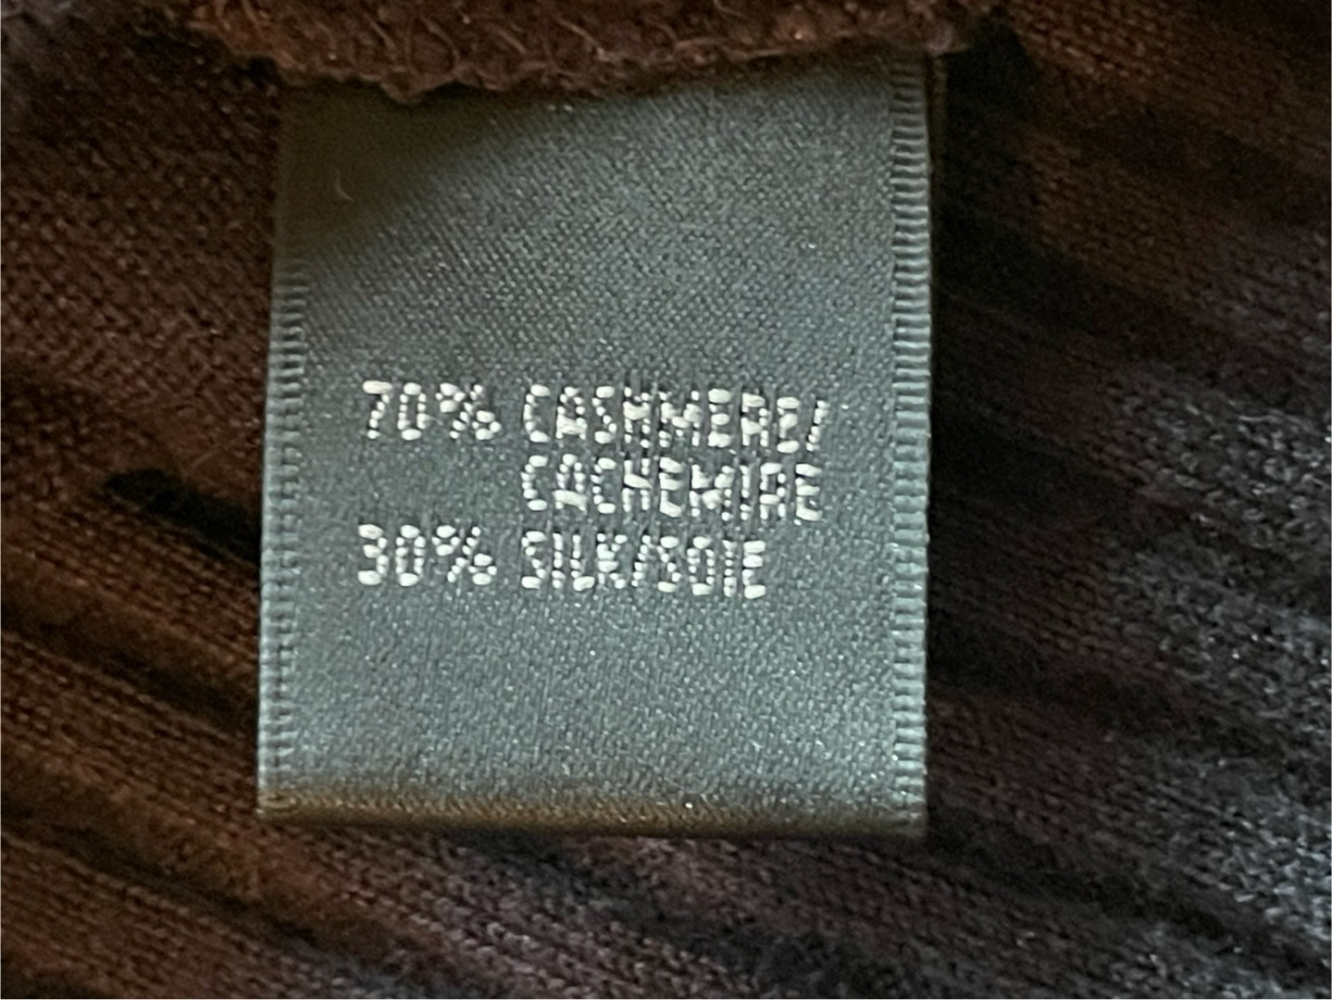 70% CASHMERE/
CACHEMIRE
30% SILK/SOIE